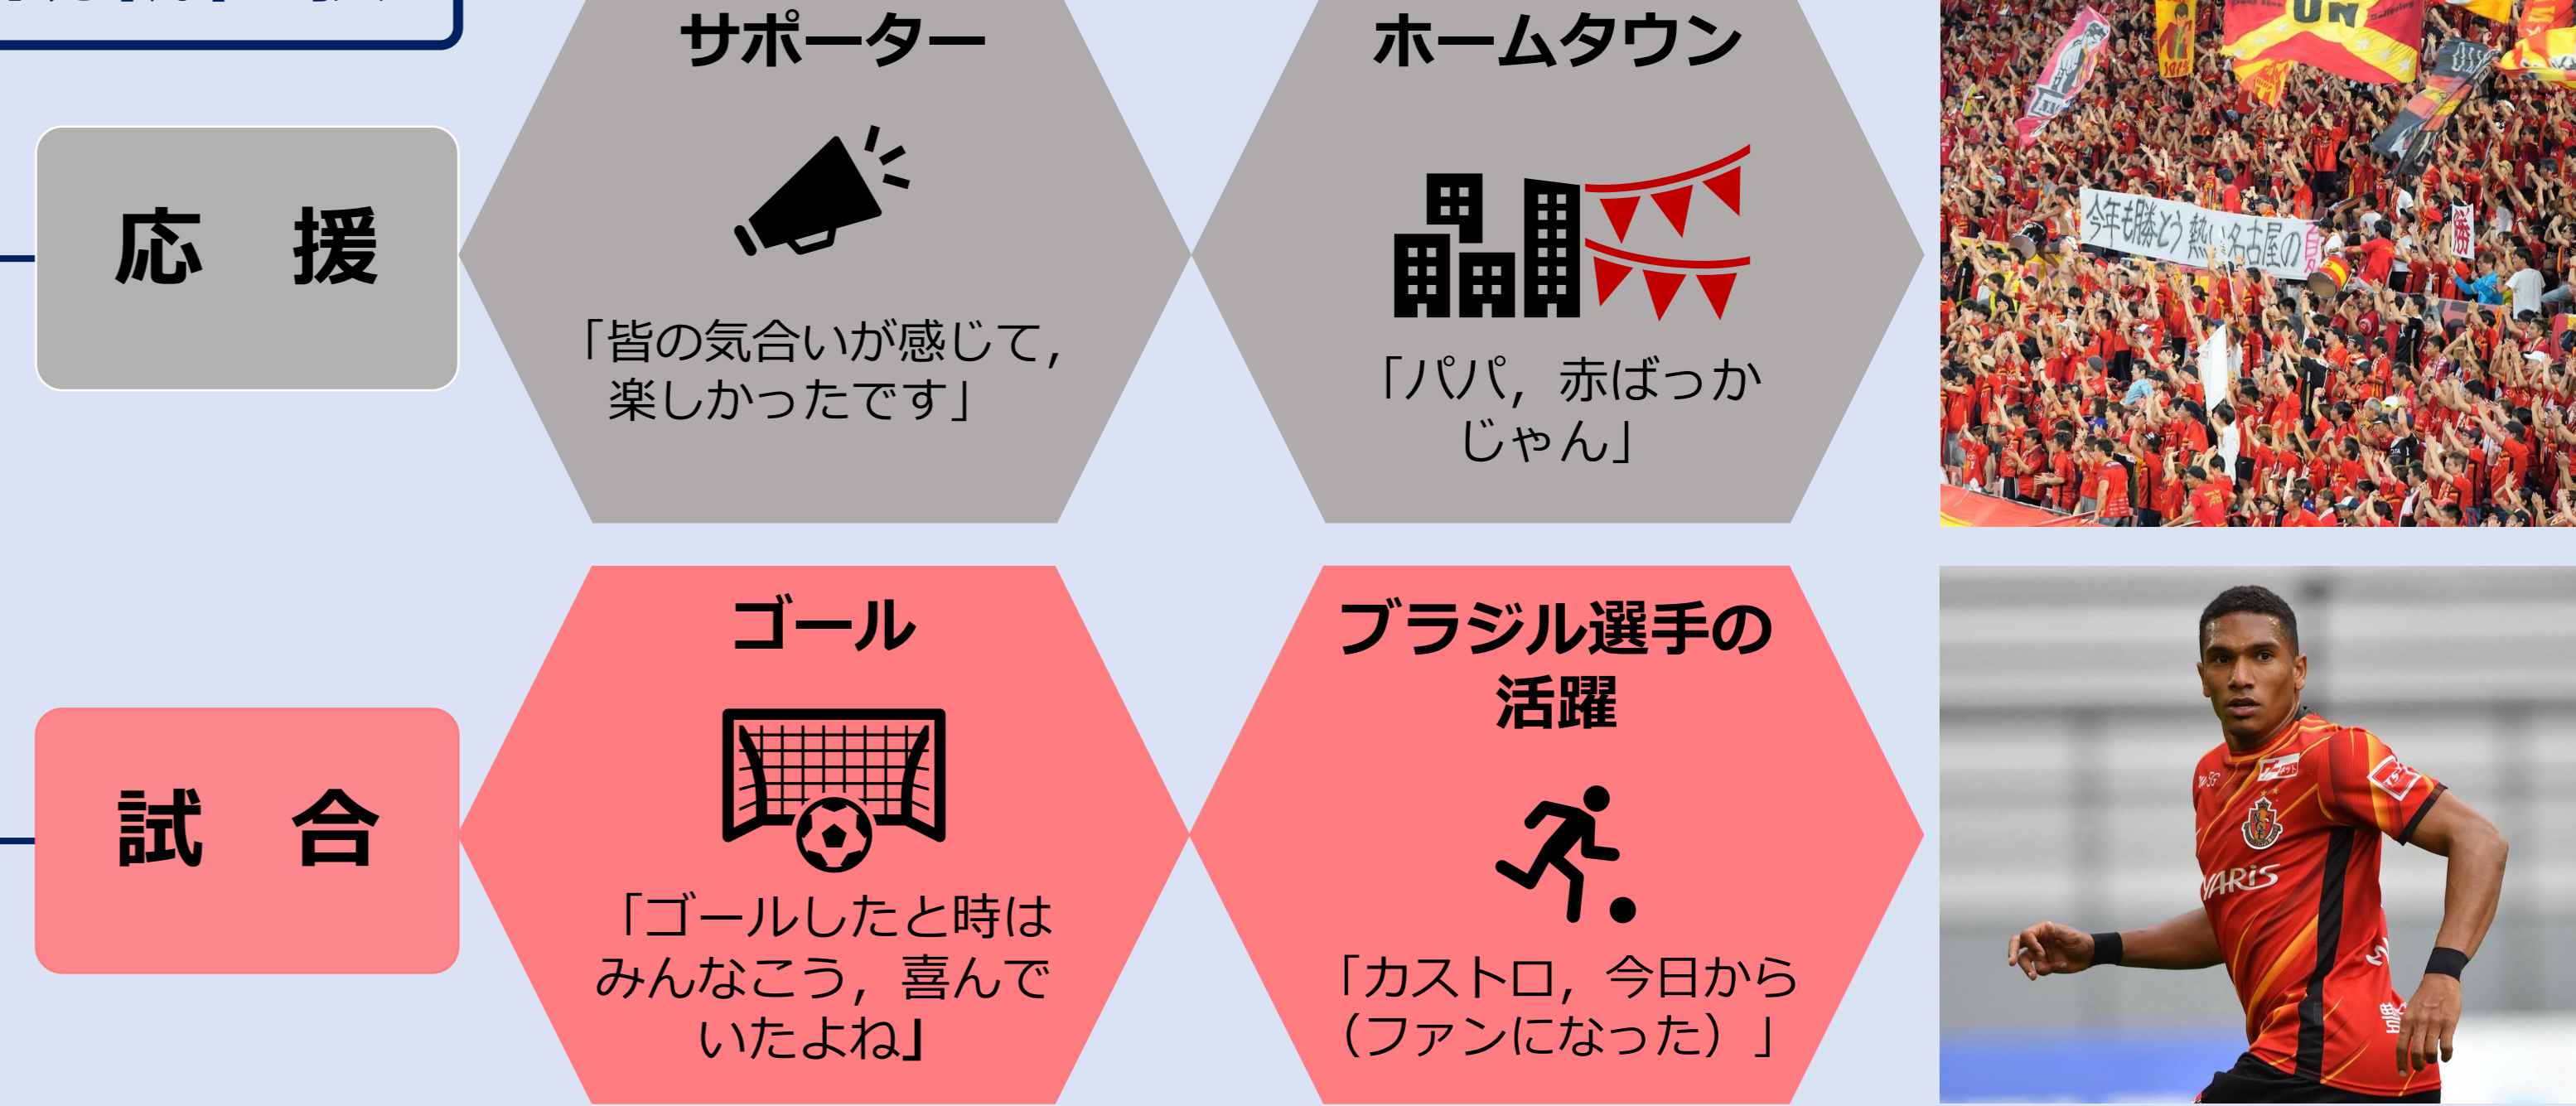 サポーター
ホームタウン
応 援
「皆の気合いが感じて,
楽しかったです」
「パパ, 赤ばっか
じゃん」
UN
今年も勝とう 熱い名古屋の
勝
試 合
ゴール
「ゴールしたと時は
みんなこう, 喜んで
いたよね」
ブラジル選手の
活躍
「カストロ, 今日から
(ファンになった) 」
YARiS